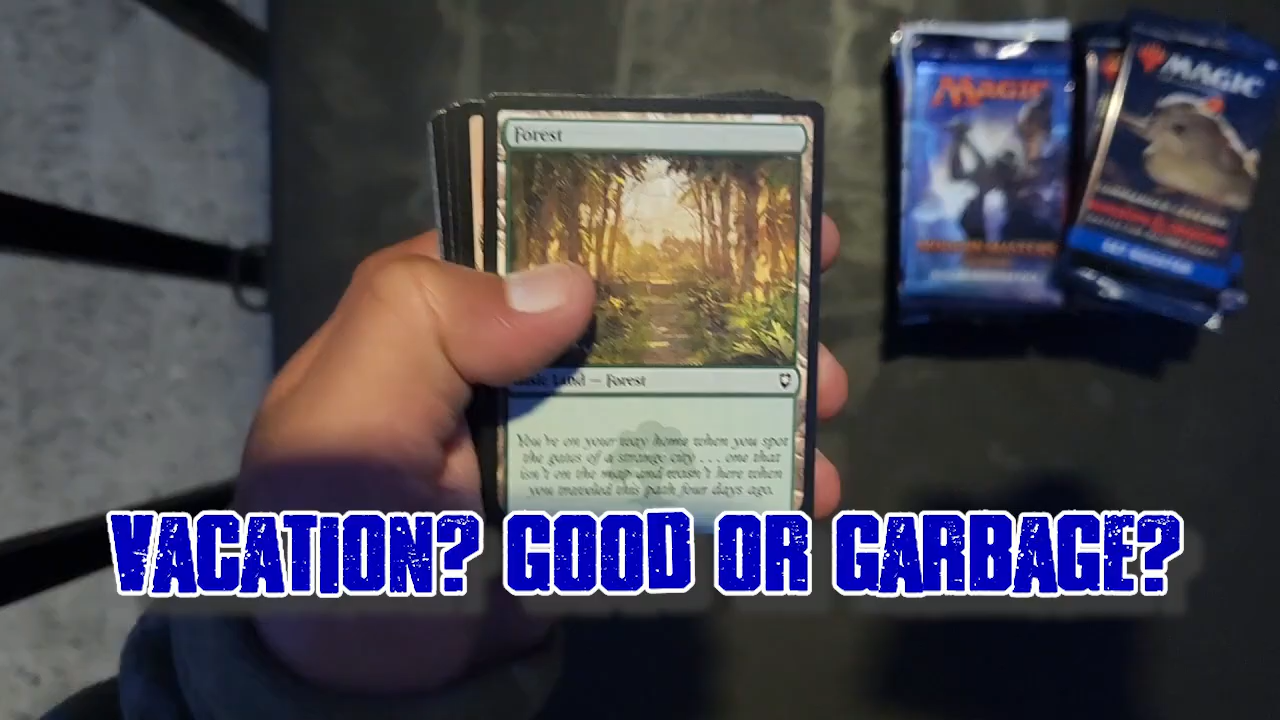 Forest
MAGIC
MAGIC
Basic Land — Forest
You're on your way home when you spot
the gates of a strange city . . . one that
isn't on the map and wasn't here when
you traveled this path four days ago.
VACATION? GOOD OR GARBAGE?